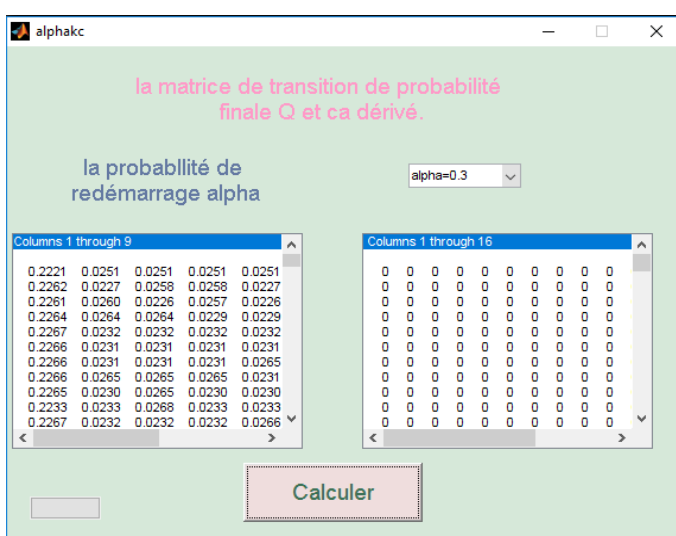 alphakc
la matrice de transition de probabilité
finale Q et ca dérivé.
la probabllité de
redémarrage alpha
alpha=0.3
Columns 1 through 9
0.2221 0.0251 0.0251 0.0251 0.0251
0.2262 0.0227 0.0258 0.0258 0.0227
0.2261 0.0260 0.0226 0.0257 0.0226
0.2264 0.0264 0.0264 0.0229 0.0229
0.2267 0.0232 0.0232 0.0232 0.0232
0.2266 0.0231 0.0231 0.0231 0.0231
0.2266 0.0231 0.0231 0.0231 0.0265
0.2266 0.0265 0.0265 0.0265 0.0231
0.2265 0.0230 0.0265 0.0230 0.0230
0.2233 0.0233 0.0268 0.0233 0.0233
0.2267 0.0232 0.0232 0.0232 0.0266
Columns 1 through 16
0 0 0 0 0 0 0 0 0 0
0 0 0 0 0 0 0 0 0 0
0 0 0 0 0 0 0 0 0 0
0 0 0 0 0 0 0 0 0 0
0 0 0 0 0 0 0 0 0 0
0 0 0 0 0 0 0 0 0 0
0 0 0 0 0 0 0 0 0 0
0 0 0 0 0 0 0 0 0 0
0 0 0 0 0 0 0 0 0 0
0 0 0 0 0 0 0 0 0 0
0 0 0 0 0 0 0 0 0 0
Calculer